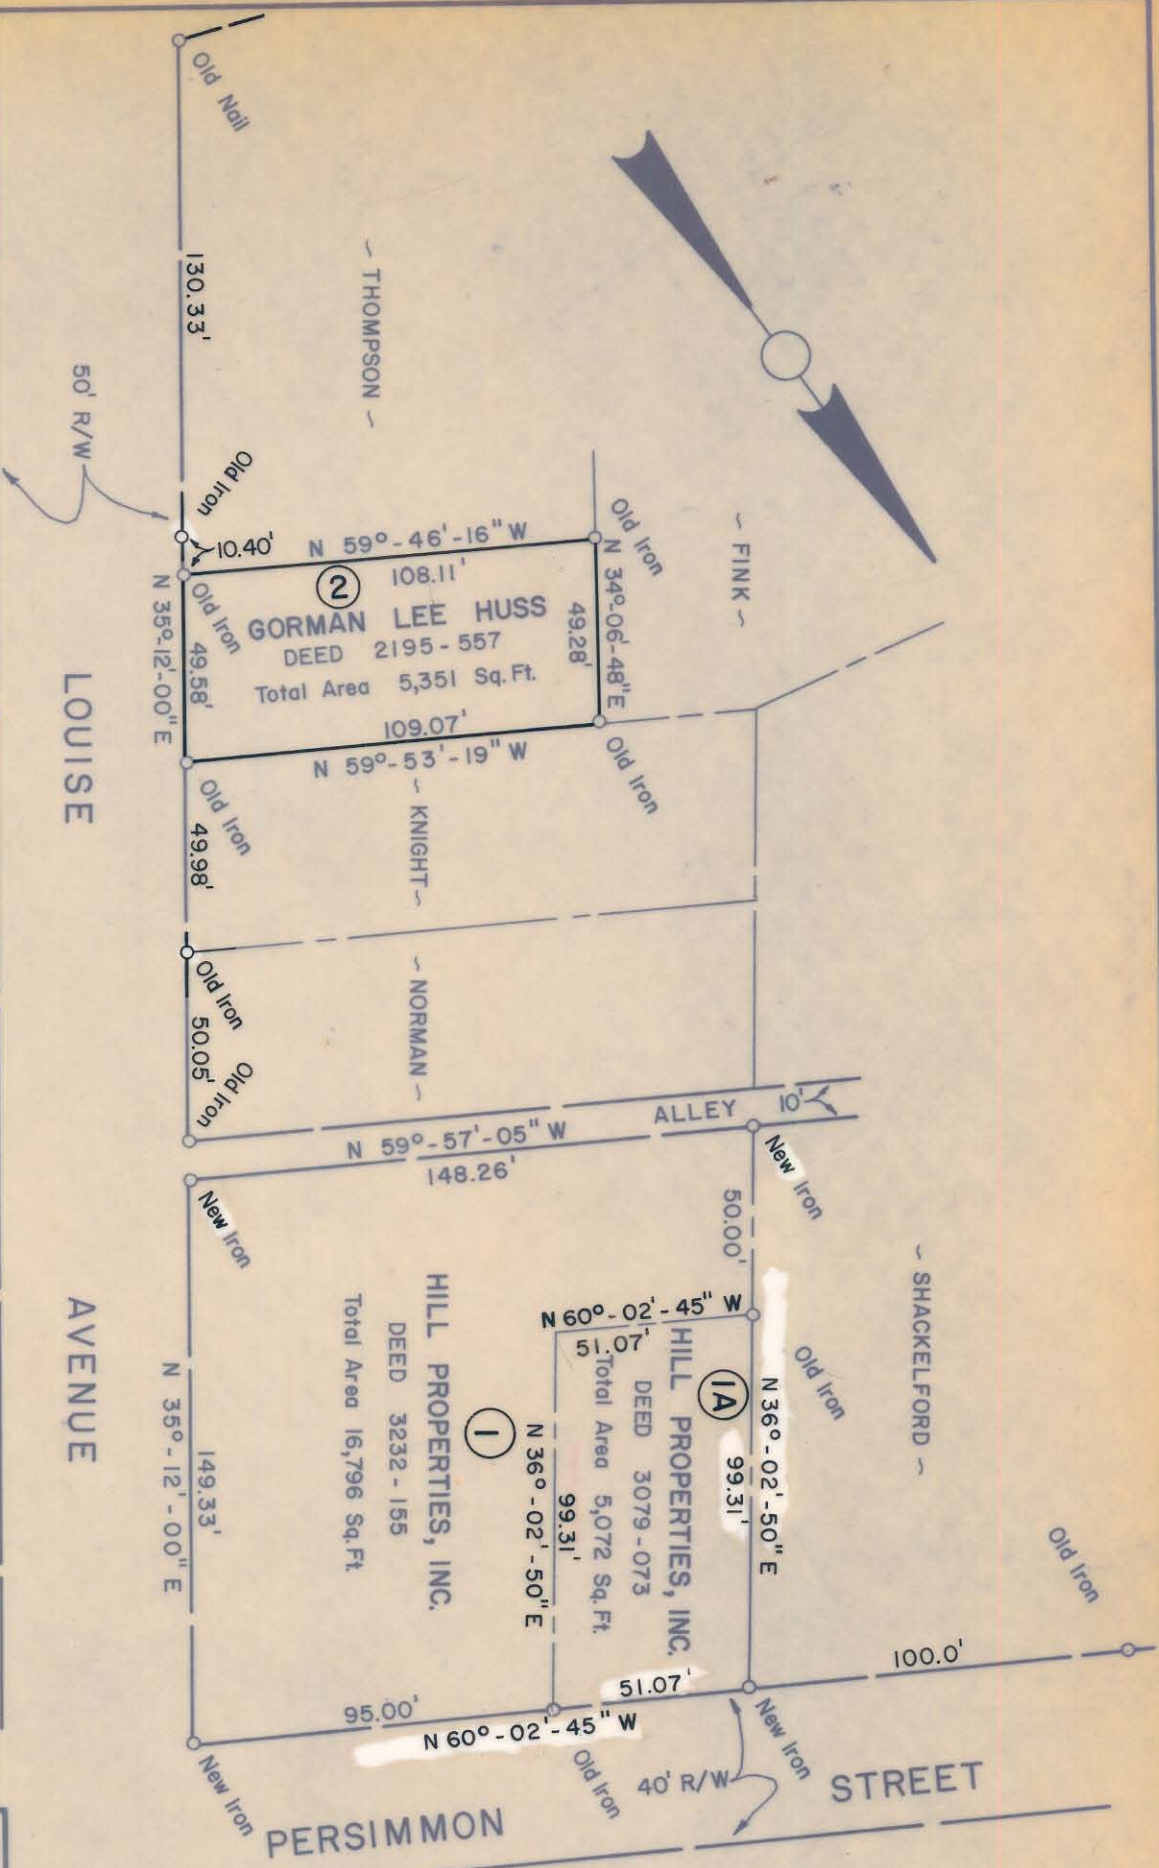 Old Nail
130.33'
~ THOMPSON ~
50' R/W
Old Iron
10.40'
N 59°-46'-16" W
108.11'
Old Iron
~ FINK ~
N 34°-06'-48" E
49.28'
2
GORMAN LEE HUSS
DEED 2195-557
Total Area 5,351 Sq. Ft.
Old Iron
49.58'
N 35°-12'-00" E
109.07'
N 59°-53'-19" W
Old Iron
Old Iron
49.98'
~ KNIGHT ~
LOUISE
AVENUE
Old Iron
50.05'
Old Iron
~ NORMAN ~
ALLEY
10'
N 59°-57'-05" W
148.26'
New Iron
New Iron
50.00'
~ SHACKELFORD ~
N 60°-02'-45" W
51.07'
Old Iron
1A
HILL PROPERTIES, INC.
DEED 3079-073
Total Area 5,072 Sq. Ft.
N 36°-02'-50" E
99.31'
99.31'
N 36°-02'-50" E
1
HILL PROPERTIES, INC.
DEED 3232-155
Total Area 16,796 Sq. Ft
149.33'
N 35°-12'-00" E
Old Iron
100.0'
51.07'
95.00'
N 60°-02'-45" W
New Iron
Old Iron
New Iron
40' R/W
PERSIMMON STREET